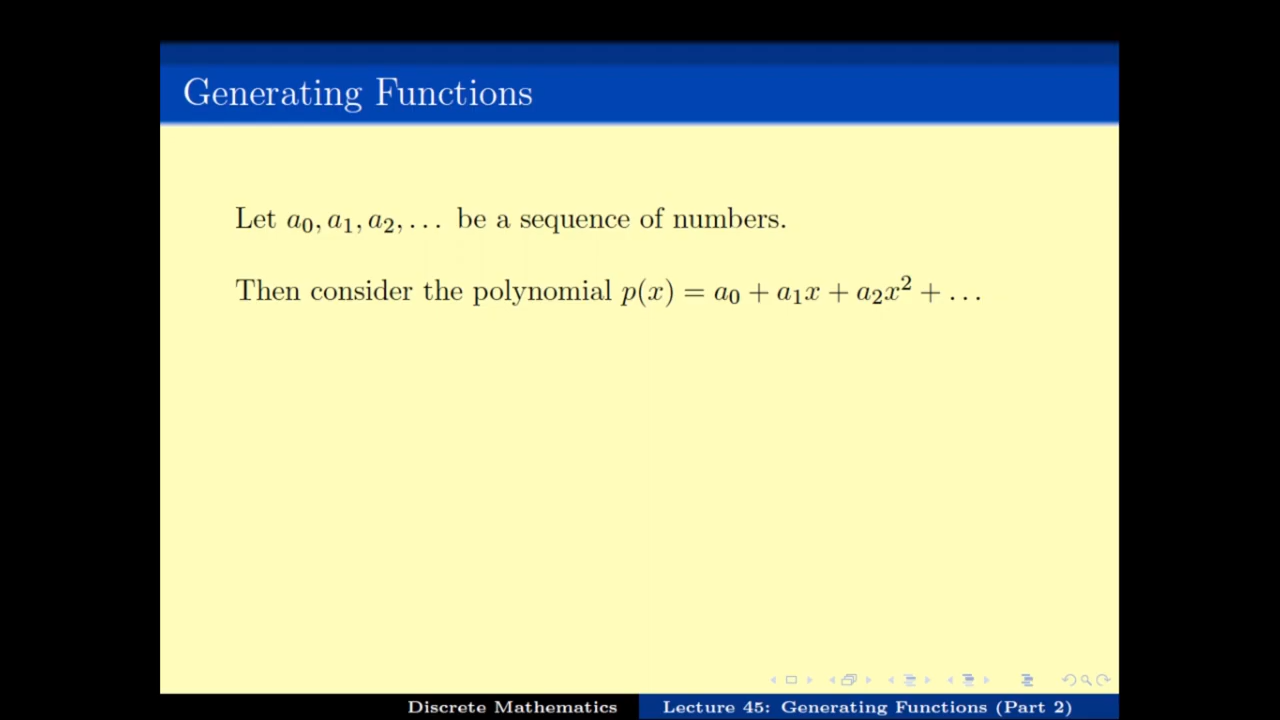 Generating Functions
Let a₀, a₁, a₂, . . . be a sequence of numbers.
Then consider the polynomial p(x) = a₀ + a₁x + a₂x² + . . .
Discrete Mathematics
Lecture 45: Generating Functions (Part 2)